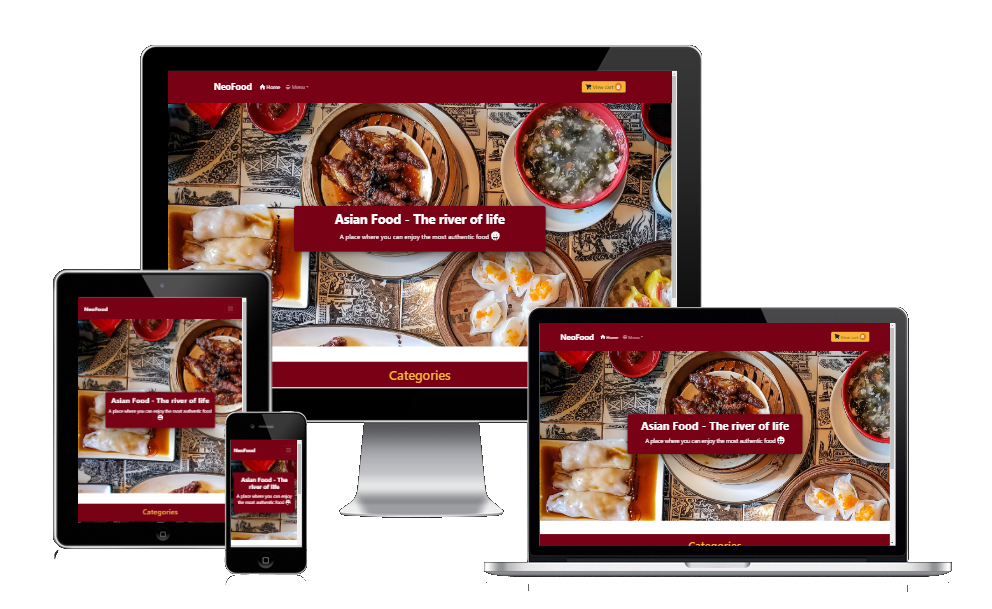 NeoFood Home Menu View cart 0
Asian Food - The river of life
A place where you can enjoy the most authentic food
Categories
NeoFood
Asian Food - The river of life
A place where you can enjoy the most authentic food
Categories
NeoFood
Asian Food - The
river of life
A place where you can enjoy
the most authentic food
NeoFood Home Menu View cart 0
Asian Food - The river of life
A place where you can enjoy the most authentic food
Categories